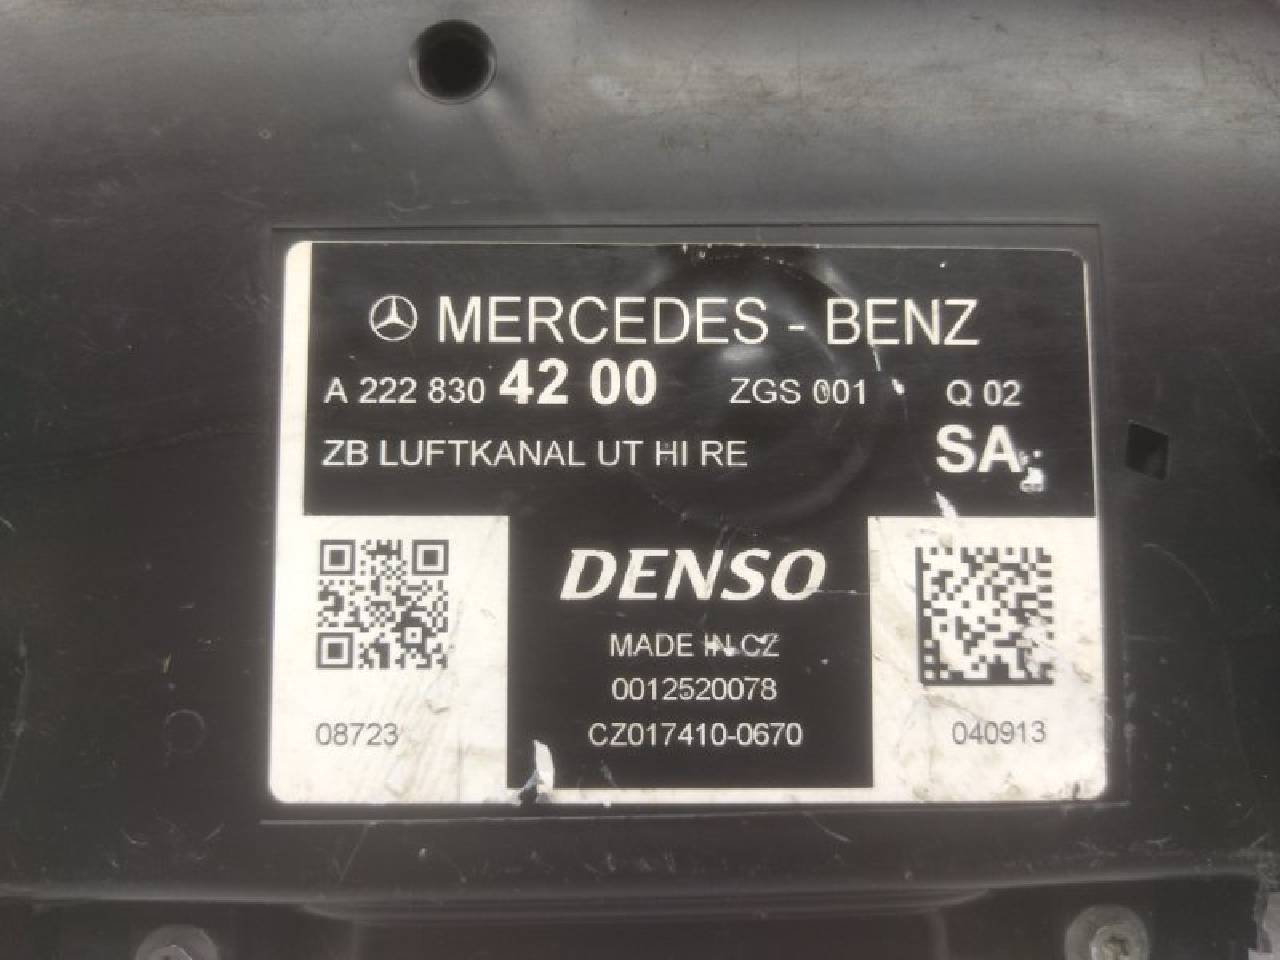 MERCEDES - BENZ
A 222 830 42 00 ZGS 001 Q 02
ZB LUFTKANAL UT HI RE SA
DENSO
MADE IN CZ
0012520078
08723 CZ017410-0670 040913